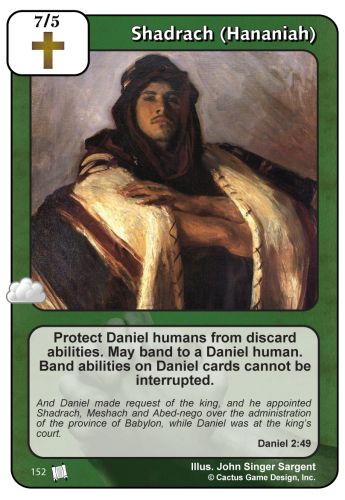 7/5
Shadrach (Hananiah)
Protect Daniel humans from discard
abilities. May band to a Daniel human.
Band abilities on Daniel cards cannot be
interrupted.
And Daniel made request of the king, and he appointed
Shadrach, Meshach and Abed-nego over the administration
of the province of Babylon, while Daniel was at the king's
court.
Daniel 2:49
Illus. John Singer Sargent
152
© Cactus Game Design, Inc.